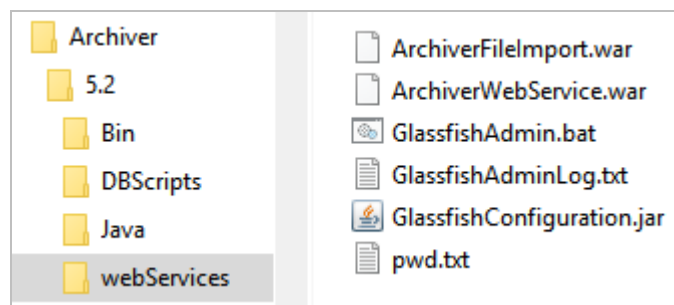 Archiver
5.2
Bin
DBScripts
Java
webServices
ArchiverFileImport.war
ArchiverWebService.war
GlassfishAdmin.bat
GlassfishAdminLog.txt
GlassfishConfiguration.jar
pwd.txt